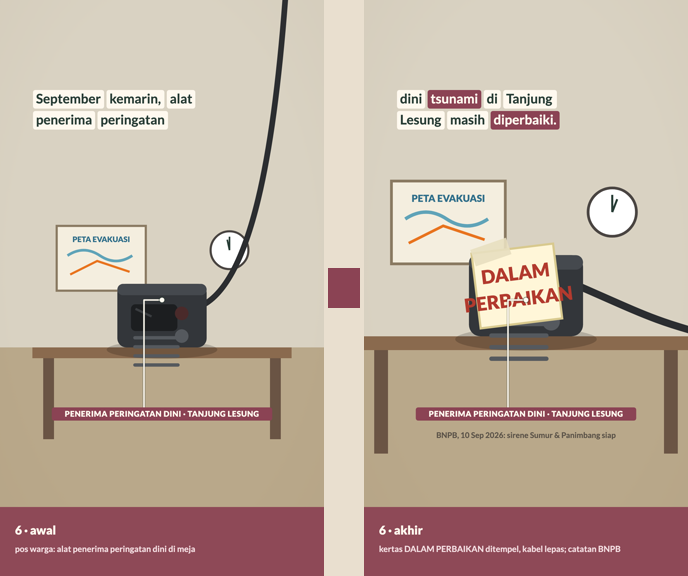 September kemarin, alat
penerima peringatan
PETA EVAKUASI
PENERIMA PERINGATAN DINI · TANJUNG LESUNG
6 · awal
pos warga: alat penerima peringatan dini di meja
dini tsunami di Tanjung
Lesung masih diperbaiki.
PETA EVAKUASI
DALAM
PERBAIKAN
PENERIMA PERINGATAN DINI · TANJUNG LESUNG
BNPB, 10 Sep 2026: sirene Sumur & Panimbang siap
6 · akhir
kertas DALAM PERBAIKAN ditempel, kabel lepas; catatan BNPB